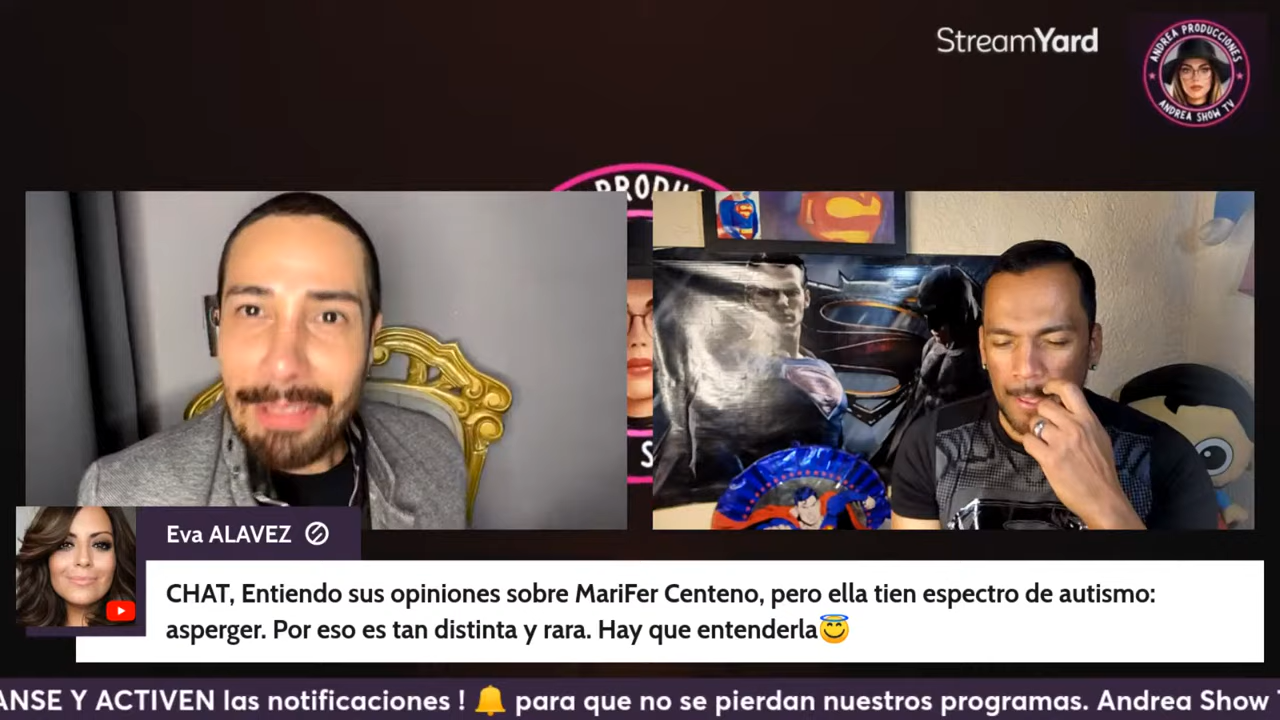 StreamYard
ANDREA PRODUCCIONES
ANDREA SHOW TV
PRODU
S
Eva ALAVEZ
CHAT, Entiendo sus opiniones sobre MariFer Centeno, pero ella tien espectro de autismo:
asperger. Por eso es tan distinta y rara. Hay que entenderla😇
ANSE Y ACTIVEN las notificaciones ! 🔔 para que no se pierdan nuestros programas. Andrea Show T